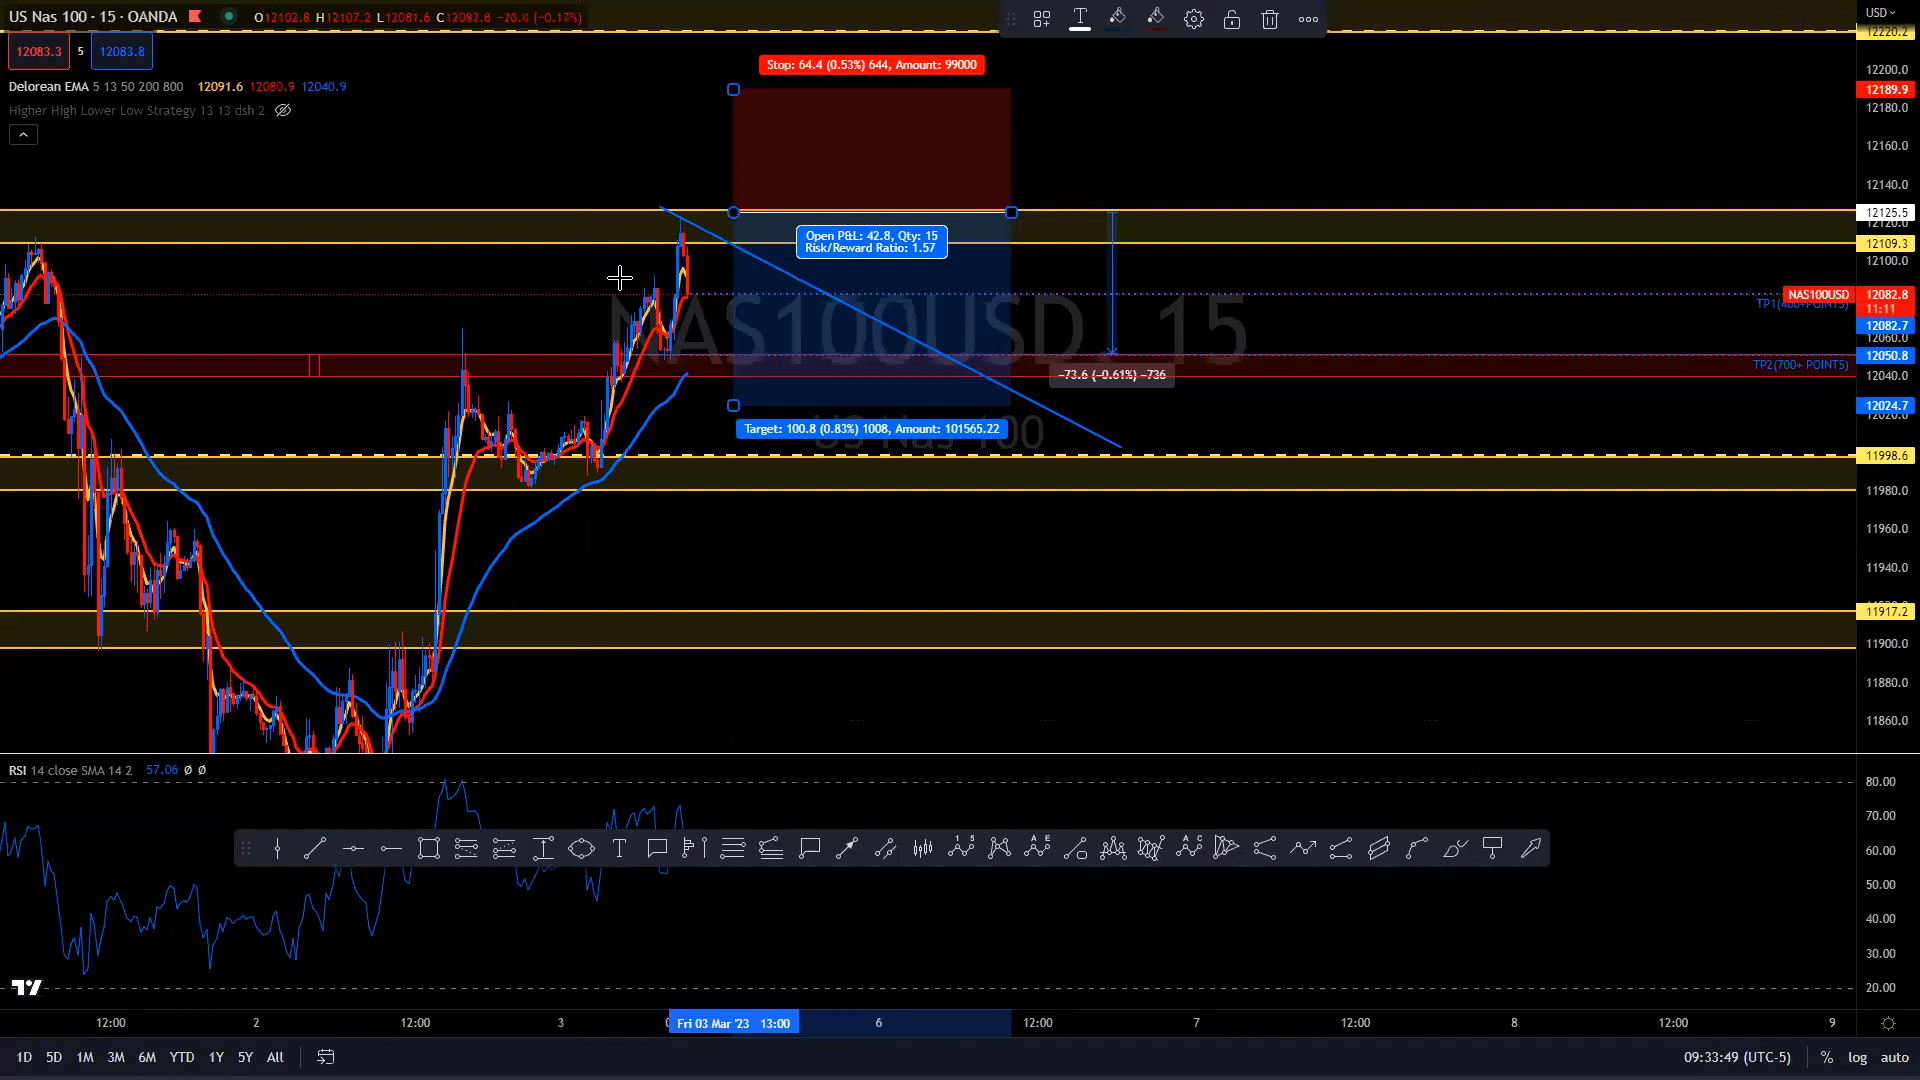 US Nas 100 · 15 · OANDA O12102.8 H12107.2 L12081.6 C12082.8
12083.3 5 12083.8
Delorean EMA 5 13 50 200 800 12091.6 12080.9 12040.9
Higher High Lower Low Strategy 13 13 dsh 2
Stop: 64.4 (0.53%) 644, Amount: 99000
Open P&L: 42.8, Qty: 15
Risk/Reward Ratio: 1.57
Target: 100.8 (0.83%) 1008, Amount: 101565.22
−73.6 (−0.61%) −736
NAS100USD, 15
US Nas 100
TP1(400+POINTS)
TP2(700+ POINTS)
USD
12220.2
12200.0
12189.9
12180.0
12160.0
12140.0
12125.5
12120.0
12109.3
12100.0
NAS100USD 12082.8
11:11
12082.7
12060.0
12050.8
12040.0
12024.7
12020.0
11998.6
11980.0
11960.0
11940.0
11917.2
11900.0
11880.0
11860.0
RSI 14 close SMA 14 2 57.06 ø ø
80.00
70.00
60.00
50.00
40.00
30.00
20.00
12:00 2 12:00 3 Fri 03 Mar '23 13:00 6 12:00 7 12:00 8 12:00 9
1D 5D 1M 3M 6M YTD 1Y 5Y All 09:33:49 (UTC-5) % log auto